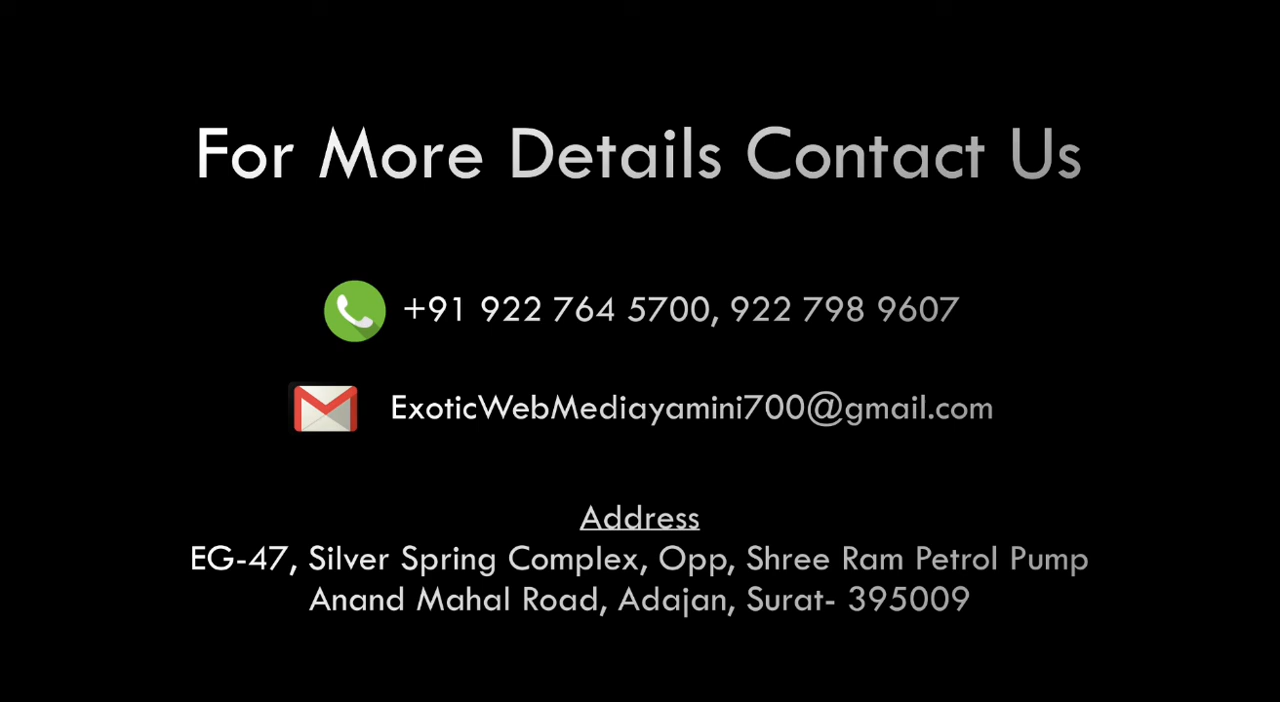 For More Details Contact Us
+91 922 764 5700, 922 798 9607
ExoticWebMediayamini700@gmail.com
Address
EG-47, Silver Spring Complex, Opp, Shree Ram Petrol Pump
Anand Mahal Road, Adajan, Surat- 395009